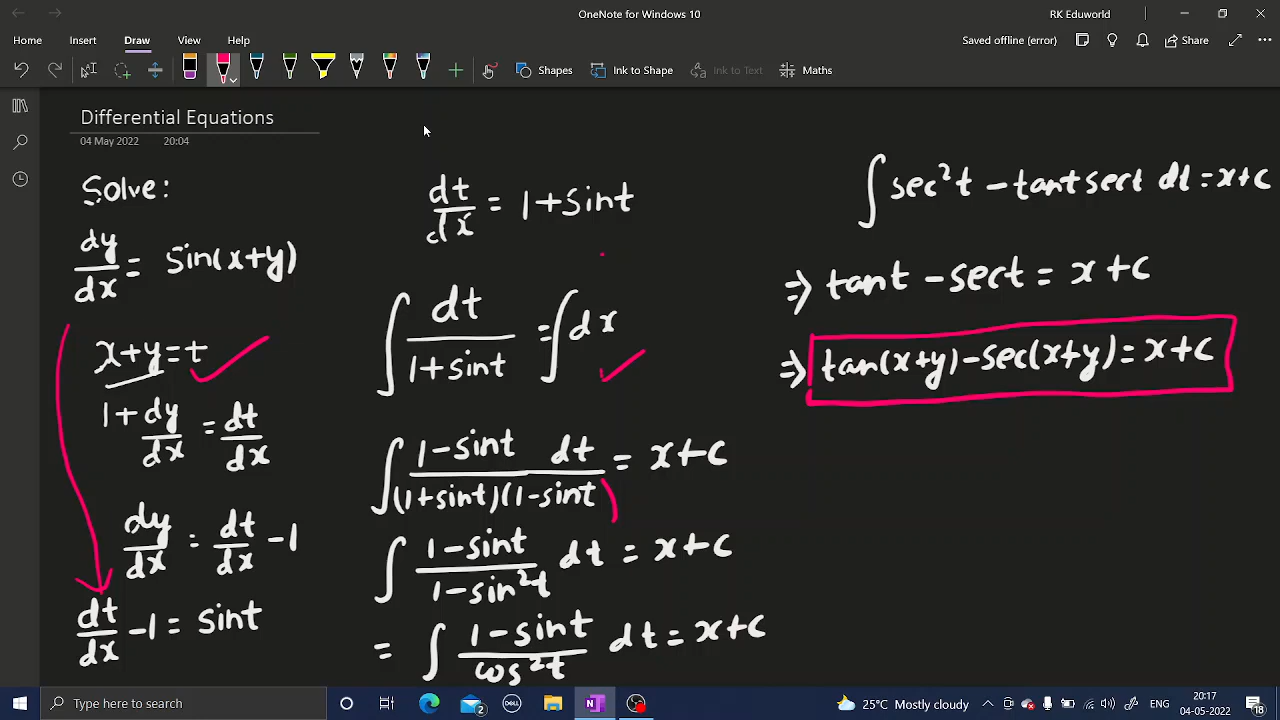 OneNote for Windows 10
RK Eduworld
Home Insert Draw View Help
Saved offline (error)
Share
Shapes
Ink to Shape
Ink to Text
Maths
Differential Equations
04 May 2022 20:04
Solve:
dy/dx = sin(x+y)
x+y=t
1+dy/dx = dt/dx
dy/dx = dt/dx -1
dt/dx -1 = sint
dt/dx = 1+sint
∫ dt/(1+sint) = ∫dx
∫ (1-sint dt)/((1+sint)(1-sint) = x+c
∫ (1-sint)/(1-sin²t) dt = x+c
= ∫ (1-sint)/(cos²t) dt = x+c
∫ sec²t - tant sect dt = x+c
⇒ tant - sect = x+c
⇒ tan(x+y)-sec(x+y) = x+c
Type here to search
2
DELL
25°C Mostly cloudy
ENG
20:17
04-05-2022
18